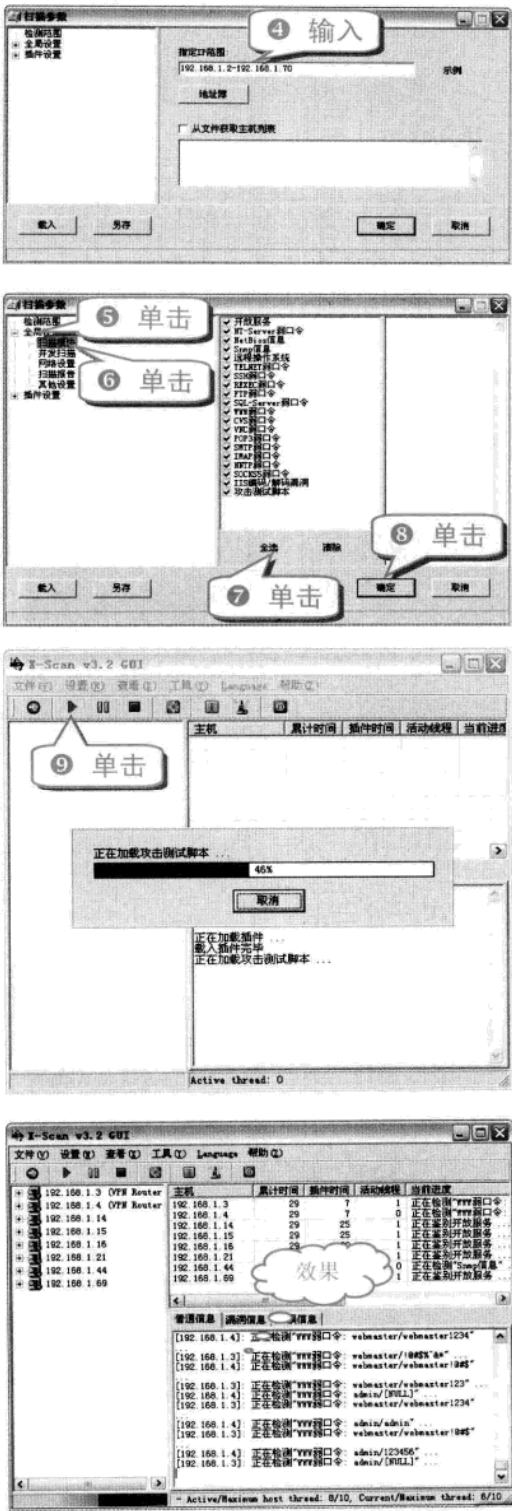 扫描参数
检测范围
全局设置
插件设置
④ 输入
指定IP范围:
192.168.1.2-192.168.1.70
示例
地址簿
从文件获取主机列表
载入
另存
确定
取消
扫描参数
检测范围
⑤ 单击
扫描模块
并发扫描
网络设置
扫描报告
其他设置
插件设置
⑥ 单击
开放服务
NT-Server弱口令
NetBios信息
Snmp信息
远程操作系统
TELNET弱口令
SSH弱口令
REXEC弱口令
FTP弱口令
SQL-Server弱口令
WWW弱口令
CVS弱口令
VNC弱口令
POP3弱口令
SMTP弱口令
IMAP弱口令
NNTP弱口令
SOCKS5弱口令
IIS编码/解码漏洞
攻击测试脚本
全选
清除
⑦ 单击
⑧ 单击
载入
另存
确定
取消
X-Scan v3.2 GUI
文件(V) 设置(W) 查看(X) 工具(Y) Language 帮助(Z)
⑨ 单击
主机 累计时间 插件时间 活动线程 当前进度
正在加载攻击测试脚本 ...
46%
取消
正在加载插件 ...
载入插件完毕
正在加载攻击测试脚本 ...
Active thread: 0
X-Scan v3.2 GUI
文件(V) 设置(W) 查看(X) 工具(Y) Language 帮助(Z)
192.168.1.3 (VPN Router
192.168.1.4 (VPN Router
192.168.1.14
192.168.1.15
192.168.1.16
192.168.1.21
192.168.1.44
192.168.1.69
主机 累计时间 插件时间 活动线程 当前进度
192.168.1.3 29 7 1 正在检测"WWW弱口令:
192.168.1.4 29 7 0 正在检测"WWW弱口令:
192.168.1.14 29 25 1 正在鉴别开放服务 ...
192.168.1.15 29 25 1 正在鉴别开放服务 ...
192.168.1.16 29 1 正在鉴别开放服务 ...
192.168.1.21 正在鉴别开放服务 ...
192.168.1.44 0 正在检测"Snmp信息"
192.168.1.69 1 正在鉴别开放服务 ...
效果
普通信息 漏洞信息 误信息
[192.168.1.4]: 正在检测"WWW弱口令: webmaster/webmaster1234"
...
[192.168.1.3]: 正在检测"WWW弱口令: webmaster/!@#$%^&*" ...
[192.168.1.4]: 正在检测"WWW弱口令: webmaster/webmaster!@#$"
...
[192.168.1.3]: 正在检测"WWW弱口令: webmaster/webmaster123" ...
[192.168.1.4]: 正在检测"WWW弱口令: admin/[NULL]" ...
[192.168.1.3]: 正在检测"WWW弱口令: webmaster/webmaster1234"
...
[192.168.1.4]: 正在检测"WWW弱口令: admin/admin" ...
[192.168.1.3]: 正在检测"WWW弱口令: webmaster/webmaster!@#$"
...
[192.168.1.4]: 正在检测"WWW弱口令: admin/123456" ...
[192.168.1.3]: 正在检测"WWW弱口令: admin/[NULL]" ...
Active/Maximum host thread: 8/10, Current/Maximum thread: 6/10